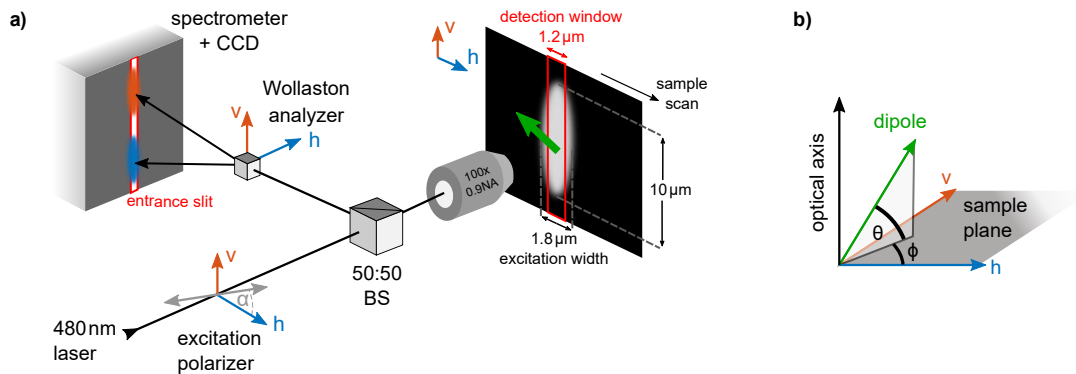 a)
spectrometer
+ CCD
v
h
detection window
1.2 µm
sample
scan
Wollaston
analyzer
v
h
entrance slit
100x
0.9NA
10 µm
1.8 µm
excitation width
50:50
BS
v
α
h
480 nm
laser
excitation
polarizer
b)
optical axis
dipole
v
θ
ϕ
h
sample
plane